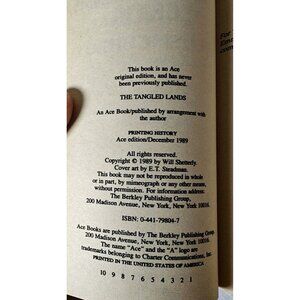 This book is an Ace
original edition, and has never
been previously published.
THE TANGLED LANDS
An Ace Book/published by arrangement with
the author
PRINTING HISTORY
Ace edition/December 1989
All rights reserved.
Copyright © 1989 by Will Shetterly.
Cover art by E.T. Steadman.
This book may not be reproduced in whole
or in part, by mimeograph or any other means,
without permission. For information address:
The Berkley Publishing Group,
200 Madison Avenue, New York, New York 10016.
ISBN: 0-441-79804-7
Ace Books are published by The Berkley Publishing Group,
200 Madison Avenue, New York, New York 10016.
The name "Ace" and the "A" logo are
trademarks belonging to Charter Communications, Inc.
PRINTED IN THE UNITED STATES OF AMERICA
10 9 8 7 6 5 4 3 2 1
For